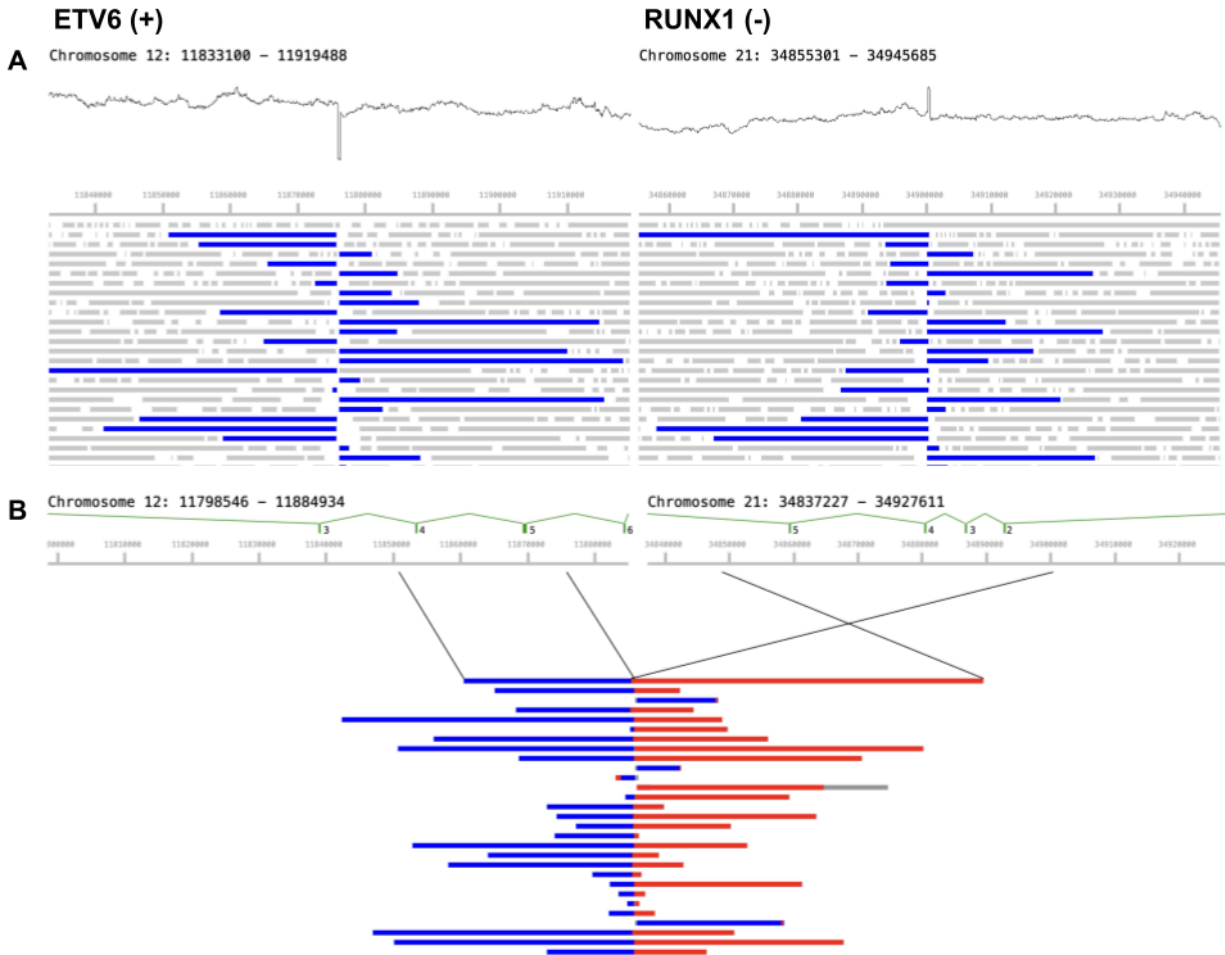 ETV6 (+) RUNX1 (-)
A Chromosome 12: 11833100 – 11919488 Chromosome 21: 34855301 – 34945685
11840000 11850000 11860000 11870000 11880000 11890000 11900000 11910000 34860000 34870000 34880000 34890000 34900000 34910000 34920000 34930000 34940000
B Chromosome 12: 11798546 – 11884934 Chromosome 21: 34837227 – 34927611
3 4 5 6 5 4 3 2
800000 11810000 11820000 11830000 11840000 11850000 11860000 11870000 11880000 34840000 34850000 34860000 34870000 34880000 34890000 34900000 34910000 34920000